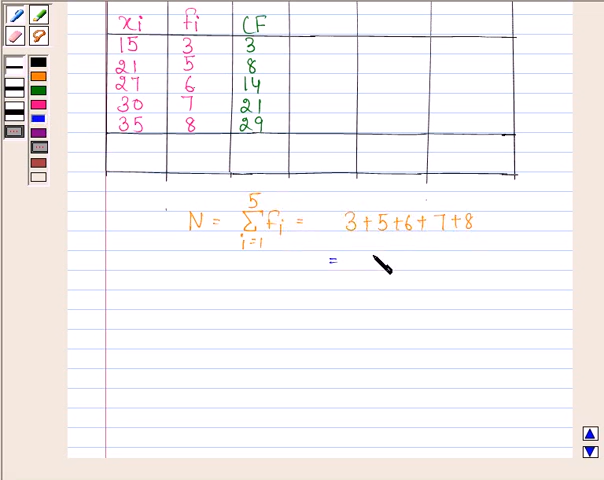 xi fi CF
15 3 3
21 5 8
27 6 14
30 7 21
35 8 29
N = 5∑i=1 fi = 3+5+6+7+8
=